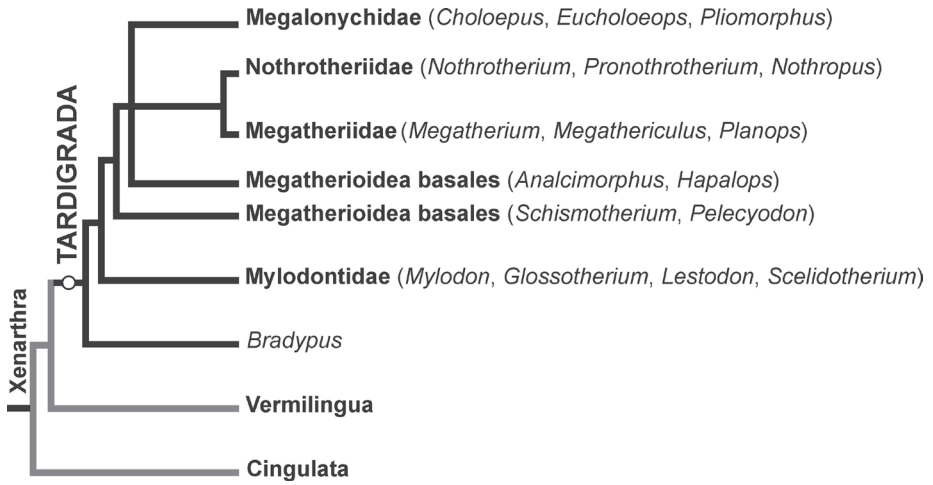 Megalonychidae (Choloepus, Eucholoeops, Pliomorphus)
Nothrotheriidae (Nothrotherium, Pronothrotherium, Nothropus)
Megatheriidae (Megatherium, Megathericulus, Planops)
Megatherioidea basales (Analcimorphus, Hapalops)
Megatherioidea basales (Schismotherium, Pelecyodon)
TARDIGRADA
Mylodontidae (Mylodon, Glossotherium, Lestodon, Scelidotherium)
Bradypus
Xenarthra
Vermilingua
Cingulata